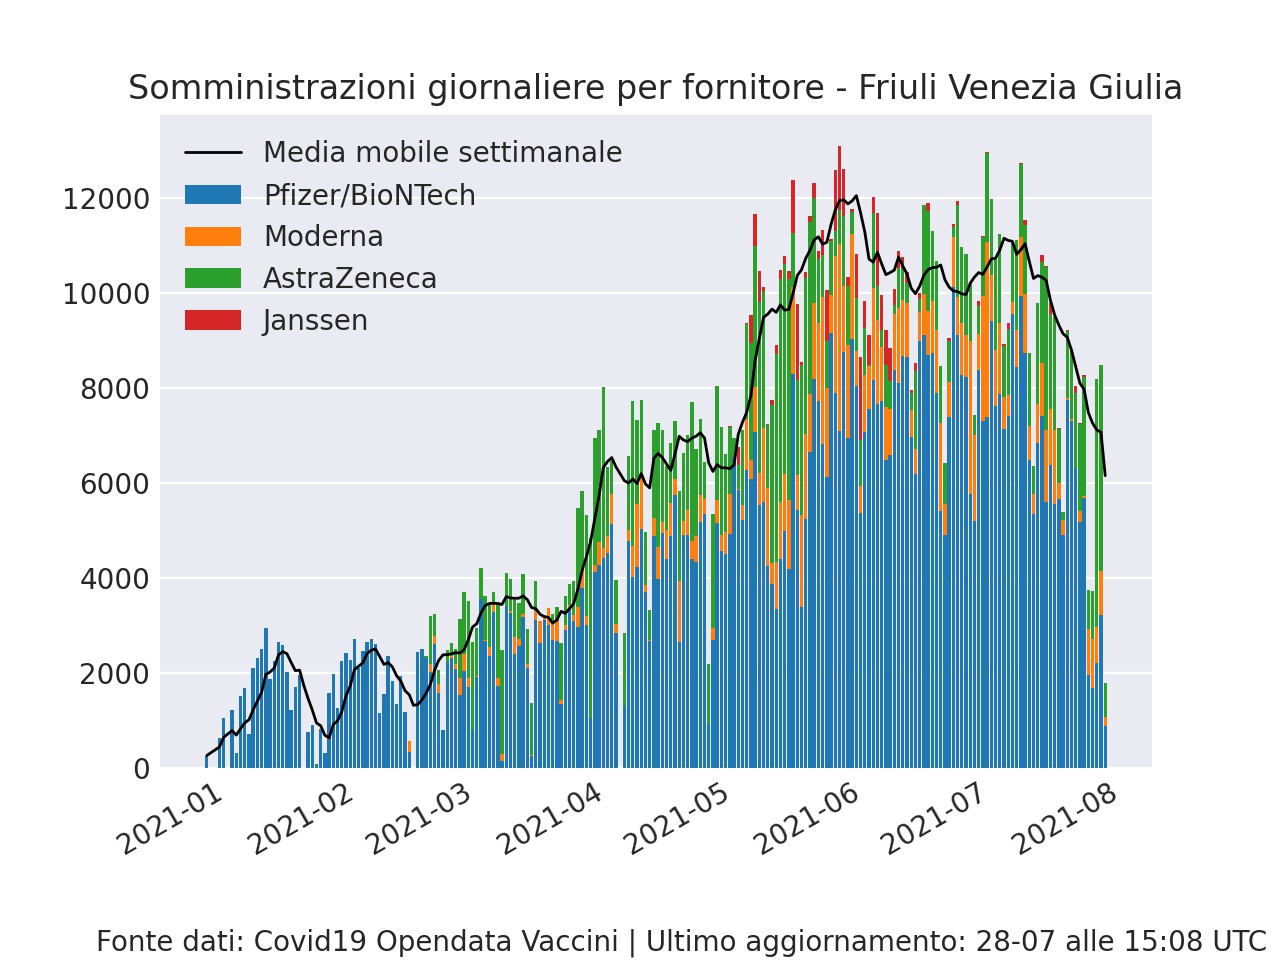 Somministrazioni giornaliere per fornitore - Friuli Venezia Giulia
Media mobile settimanale
Pfizer/BioNTech
Moderna
AstraZeneca
Janssen
12000
10000
8000
6000
4000
2000
0
2021-01
2021-02
2021-03
2021-04
2021-05
2021-06
2021-07
2021-08
Fonte dati: Covid19 Opendata Vaccini | Ultimo aggiornamento: 28-07 alle 15:08 UTC